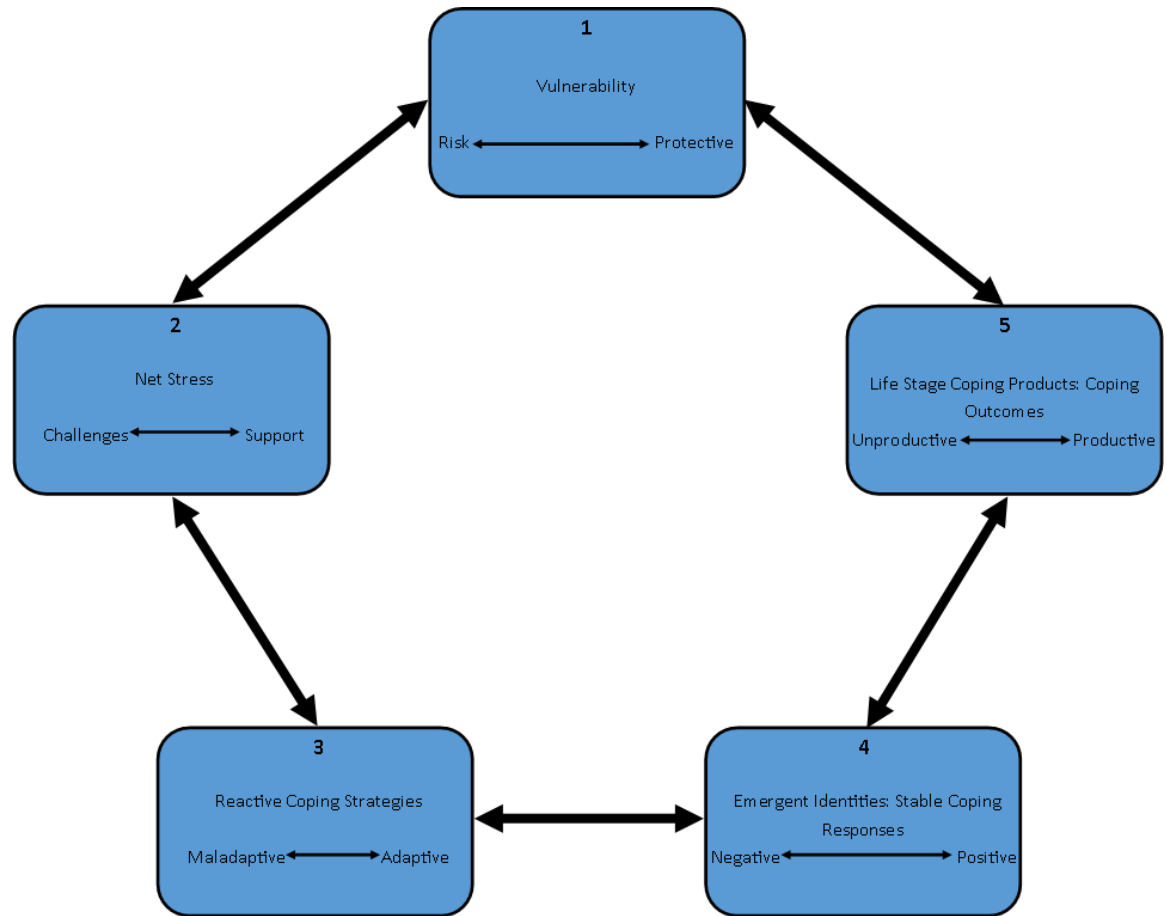 1
Vulnerability
Risk Protective
2
Net Stress
Challenges Support
5
Life Stage Coping Products: Coping
Outcomes
Unproductive Productive
3
Reactive Coping Strategies
Maladaptive Adaptive
4
Emergent Identities: Stable Coping
Responses
Negative Positive